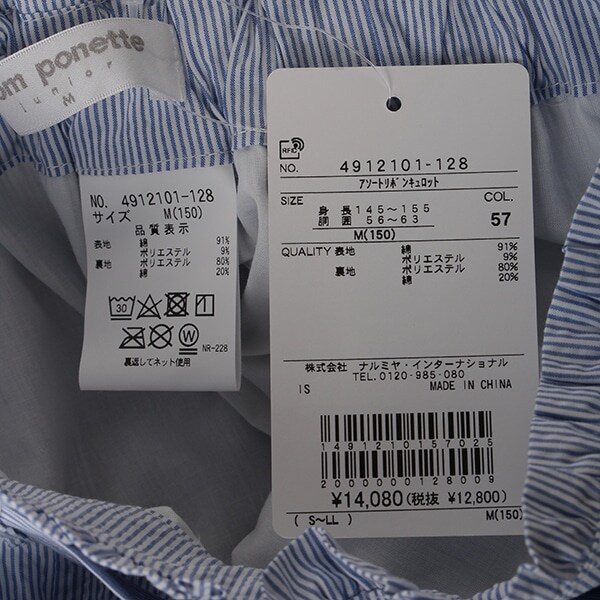 om ponette
Junior
M
NO. 4912101-128
サイズ M(150)
品質表示
表地 綿 91%
ポリエステル 9%
裏地 ポリエステル 80%
綿 20%
30
W
NR-228
裏返してネット使用
RFID
NO. 4912101-128
アソートリボンキュロット
SIZE COL.
身長 145〜155
胴囲 56〜63 57
M(150)
QUALITY 表地 綿 91%
ポリエステル 9%
裏地 ポリエステル 80%
綿 20%
株式会社 ナルミヤ・インターナショナル
TEL.0120-985-080
IS MADE IN CHINA
1491210157025
2000000128009
¥14,080(税抜 ¥12,800)
( S〜LL ) M(150)